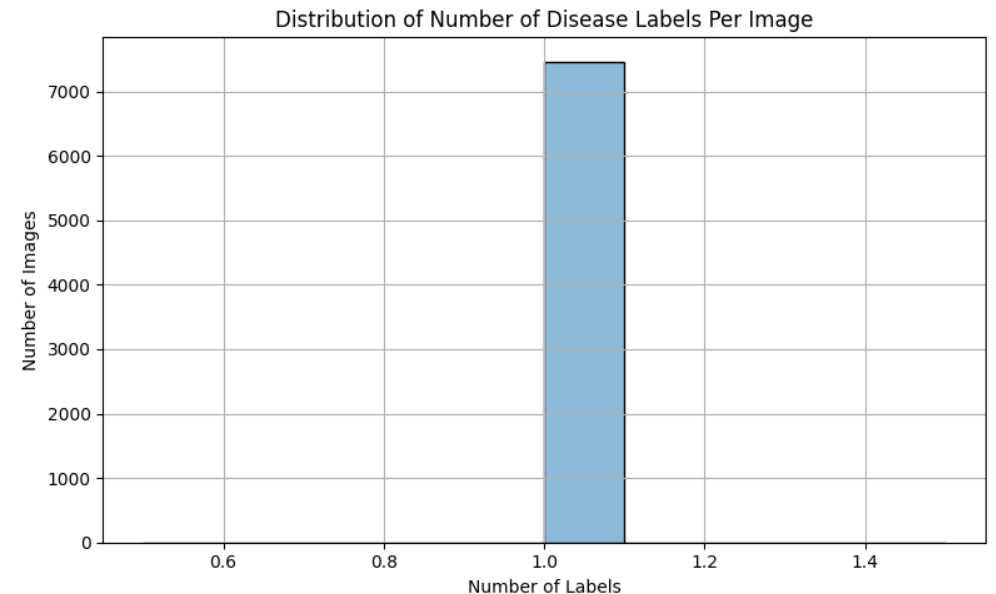 Distribution of Number of Disease Labels Per Image
Number of Images
7000
6000
5000
4000
3000
2000
1000
0
0.6 0.8 1.0 1.2 1.4
Number of Labels